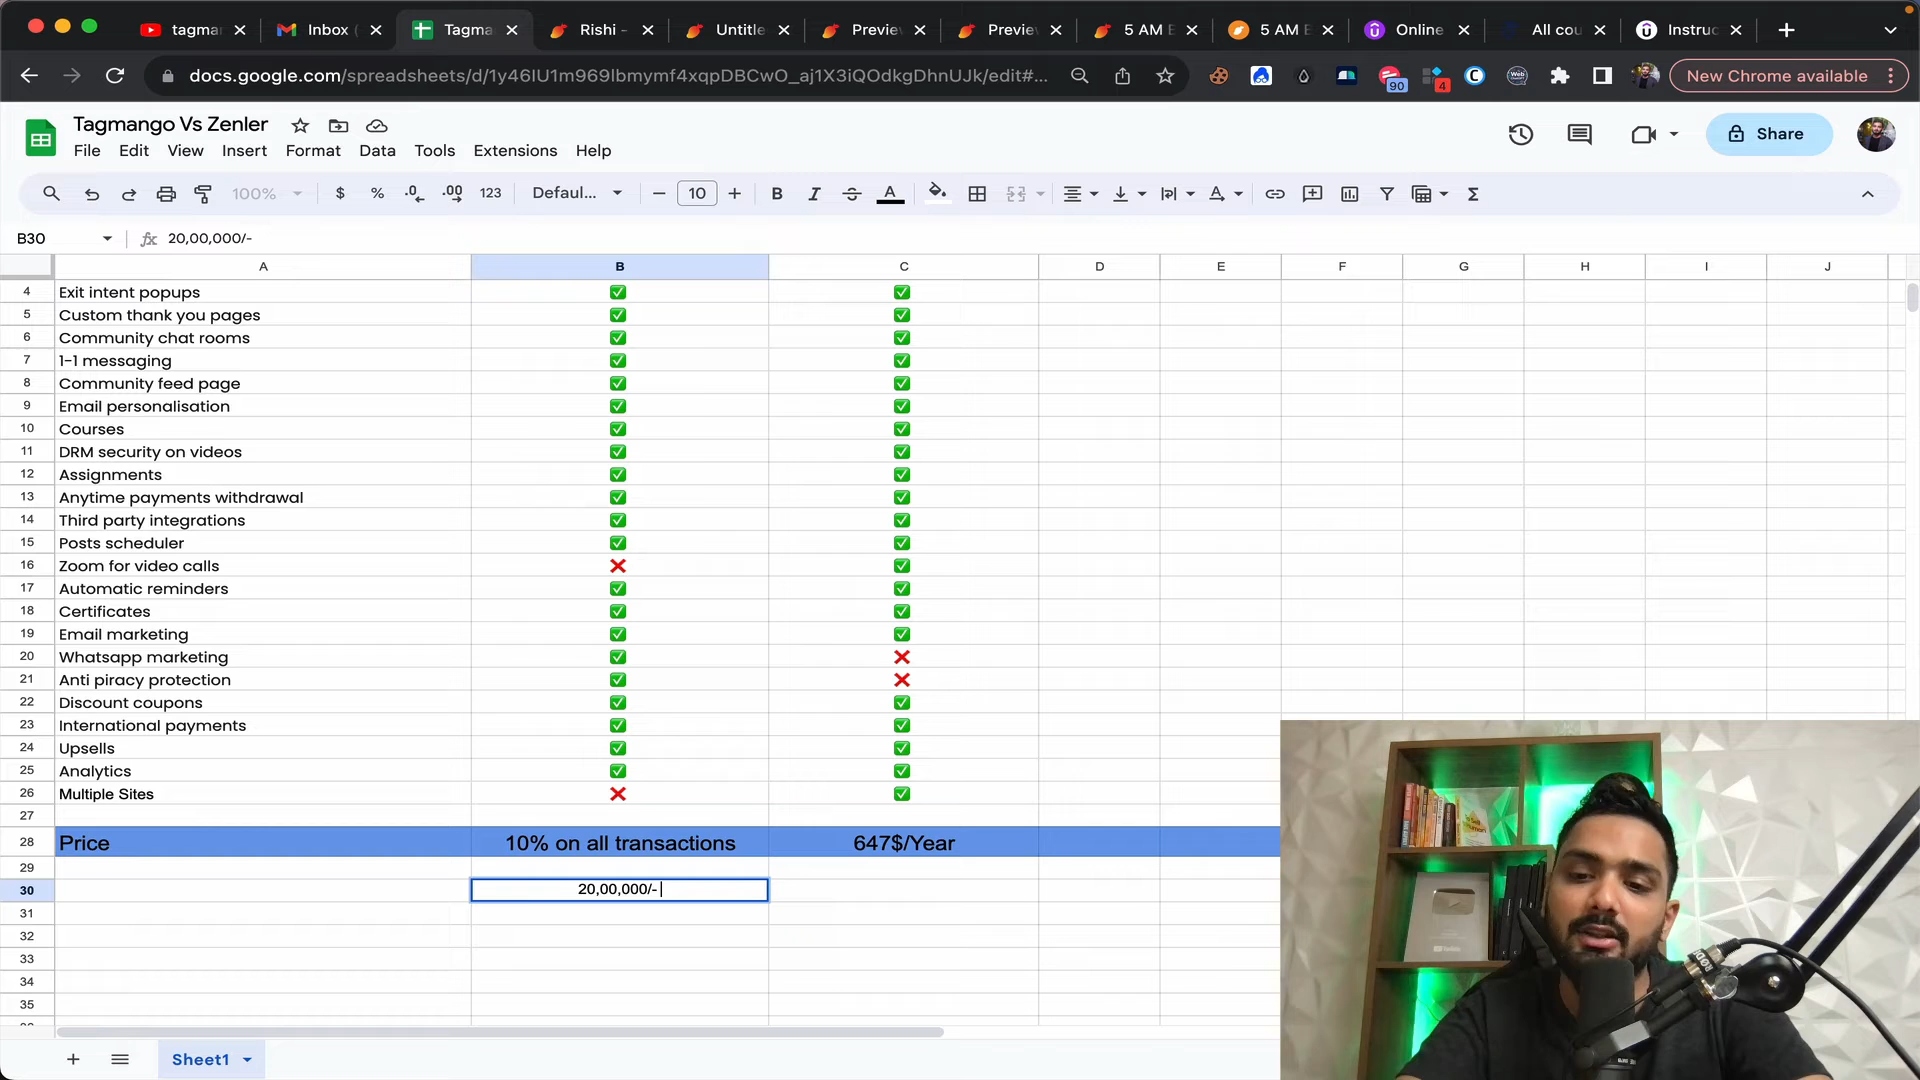 tagmar
Inbox (
Tagma
Rishi -
Untitle
Previe
Previe
5 AM E
5 AM E
Online
All cou
Instruc
docs.google.com/spreadsheets/d/1y46IU1m969lbmymf4xqpDBCwO_aj1X3iQOdkgDhnUJk/edit#...
90
4
New Chrome available
Tagmango Vs Zenler
File Edit View Insert Format Data Tools Extensions Help
Share
100% $ % .0 .00 123 Defaul... 10 B I A
B30 fx 20,00,000/-
A B C D E F G H I J
4 Exit intent popups ✅ ✅
5 Custom thank you pages ✅ ✅
6 Community chat rooms ✅ ✅
7 1-1 messaging ✅ ✅
8 Community feed page ✅ ✅
9 Email personalisation ✅ ✅
10 Courses ✅ ✅
11 DRM security on videos ✅ ✅
12 Assignments ✅ ✅
13 Anytime payments withdrawal ✅ ✅
14 Third party integrations ✅ ✅
15 Posts scheduler ✅ ✅
16 Zoom for video calls ❌ ✅
17 Automatic reminders ✅ ✅
18 Certificates ✅ ✅
19 Email marketing ✅ ✅
20 Whatsapp marketing ✅ ❌
21 Anti piracy protection ✅ ❌
22 Discount coupons ✅ ✅
23 International payments ✅ ✅
24 Upsells ✅ ✅
25 Analytics ✅ ✅
26 Multiple Sites ❌ ✅
27
28 Price 10% on all transactions 647$/Year
29
30 20,00,000/-
31
32
33
34
35
Sheet1
RODE